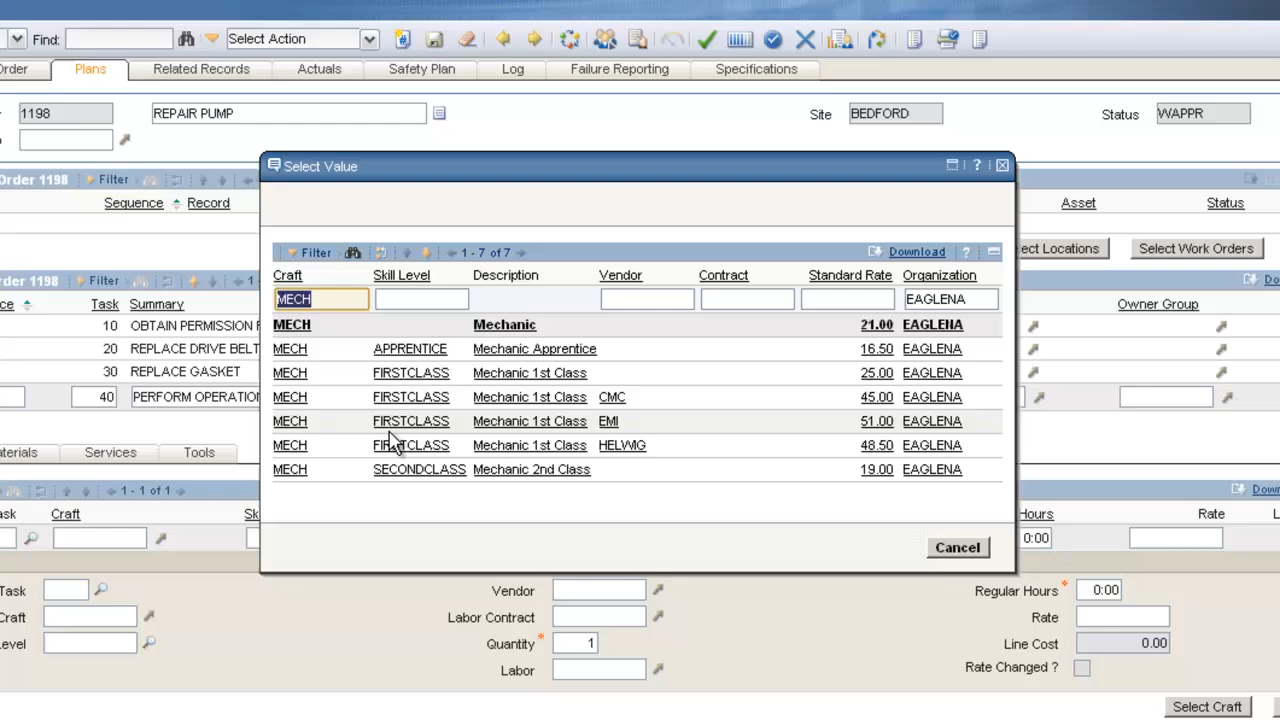 Find: Select Action
Order Plans Related Records Actuals Safety Plan Log Failure Reporting Specifications
1198 REPAIR PUMP Site BEDFORD Status WAPPR
Select Value
Order 1198 Filter
Sequence Record Asset Status
Filter 1 - 7 of 7 Download
Select Locations Select Work Orders
Craft Skill Level Description Vendor Contract Standard Rate Organization
Order 1198 Filter
MECH EAGLENA
Task Summary Owner Group
MECH Mechanic 21.00 EAGLENA
10 OBTAIN PERMISSION
MECH APPRENTICE Mechanic Apprentice 16.50 EAGLENA
20 REPLACE DRIVE BELT
MECH FIRSTCLASS Mechanic 1st Class 25.00 EAGLENA
30 REPLACE GASKET
MECH FIRSTCLASS Mechanic 1st Class CMC 45.00 EAGLENA
40 PERFORM OPERATION
MECH FIRSTCLASS Mechanic 1st Class EMI 51.00 EAGLENA
MECH FIRSTCLASS Mechanic 1st Class HELWIG 48.50 EAGLENA
Materials Services Tools
MECH SECONDCLASS Mechanic 2nd Class 19.00 EAGLENA
1 - 1 of 1
Task Craft Sk Hours Rate L
0:00
Cancel
Task Vendor Regular Hours * 0:00
Craft Labor Contract Rate
Level Quantity * 1 Line Cost 0.00
Labor Rate Changed ?
Select Craft